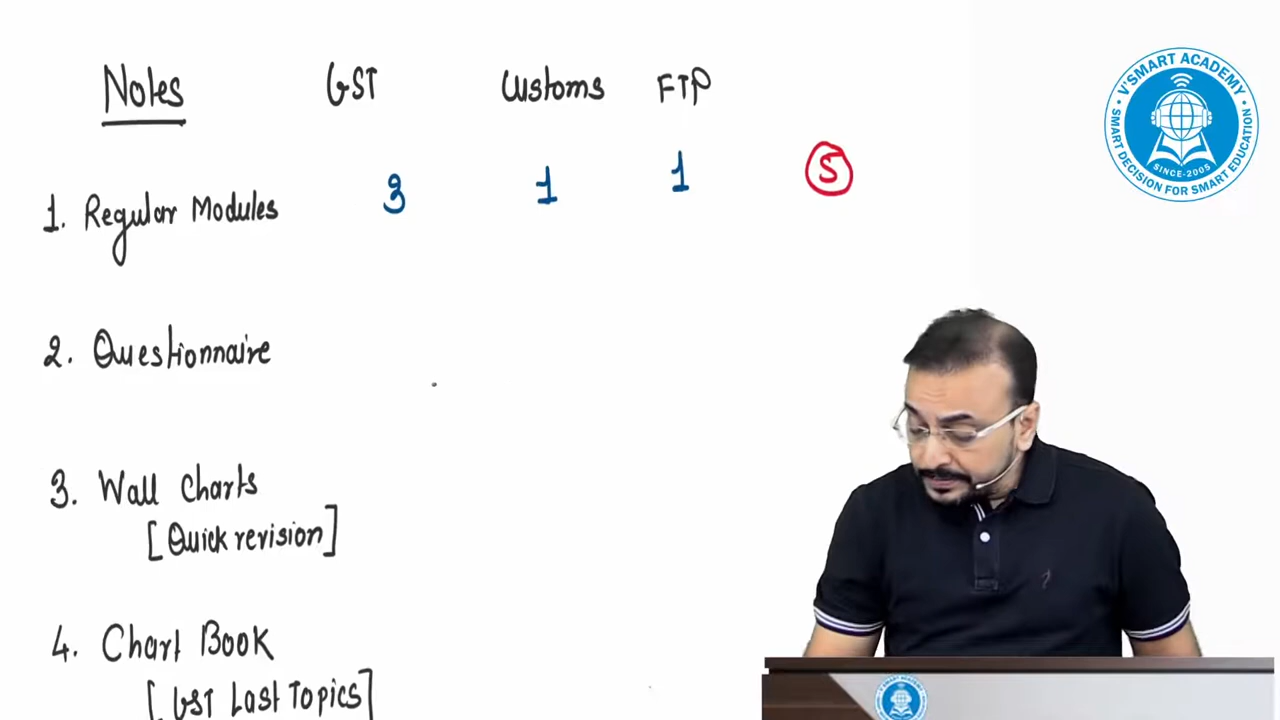 Notes GST Customs FTP
1. Regular Modules 3 1 1 5
2. Questionnaire
3. Wall Charts
[Quick revision]
4. Chart Book
[GST Last Topics]
V'SMART ACADEMY
SINCE-2005
SMART DECISION FOR SMART EDUCATION